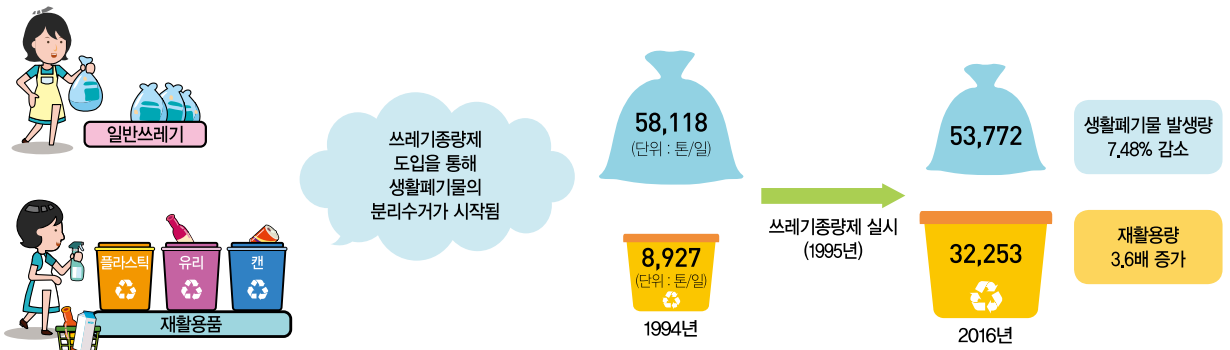 일반쓰레기
플라스틱
유리
캔
재활용품
쓰레기종량제
도입을 통해
생활폐기물의
분리수거가 시작됨
58,118
(단위 : 톤/일)
8,927
(단위 : 톤/일)
1994년
쓰레기종량제 실시
(1995년)
53,772
32,253
2016년
생활폐기물 발생량
7.48% 감소
재활용량
3.6배 증가